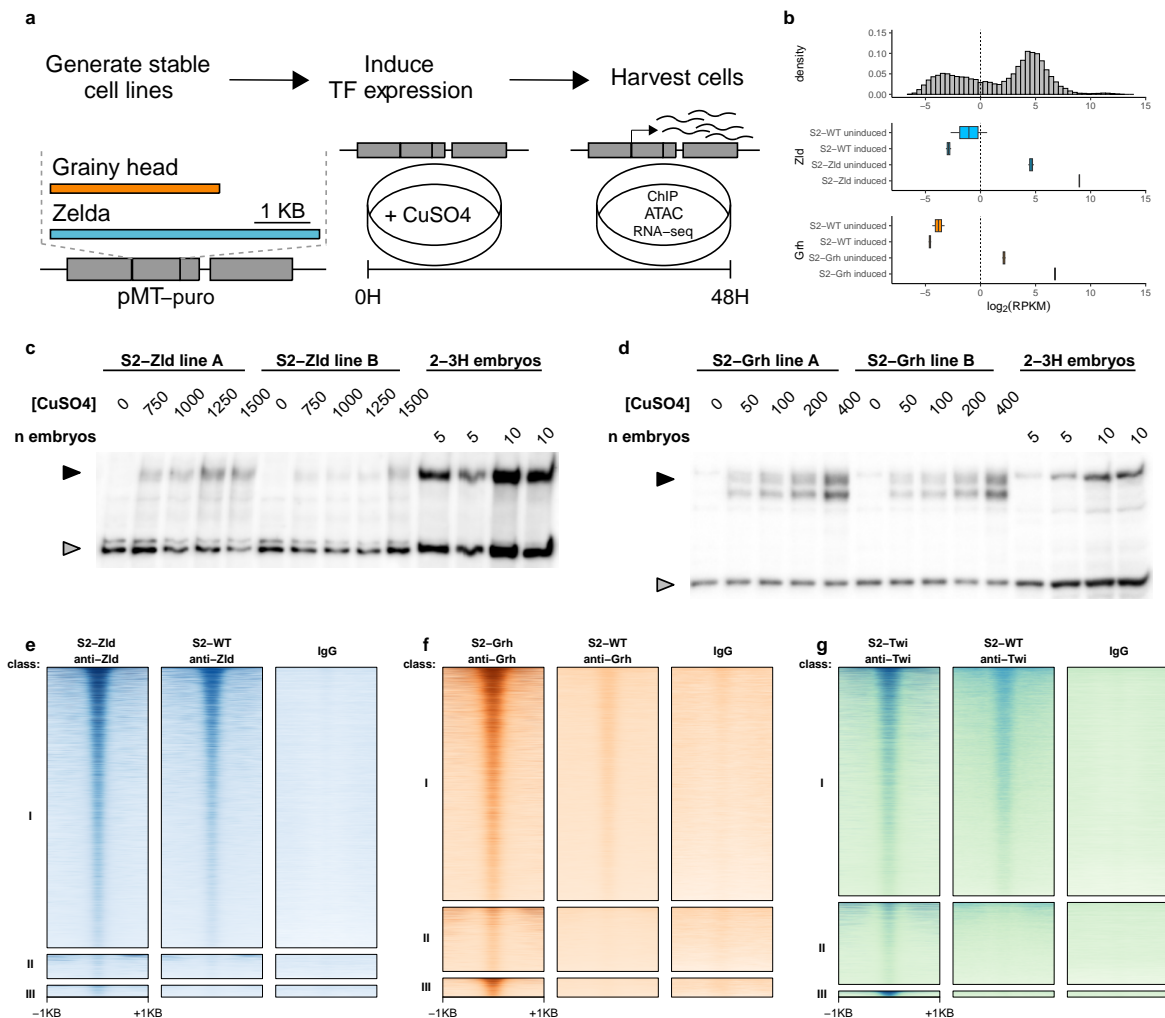 a
Generate stable
cell lines
Induce
TF expression
Harvest cells
Grainy head
Zelda
1 KB
pMT−puro
+ CuSO4
ChIP
ATAC
RNA−seq
0H
48H
b
density
0.15
0.10
0.05
0.00
−5 0 5 10 15
Zld
S2−WT uninduced
S2−WT induced
S2−Zld uninduced
S2−Zld induced
−5 0 5 10 15
Grh
S2−WT uninduced
S2−WT induced
S2−Grh uninduced
S2−Grh induced
−5 0 5 10 15
log2(RPKM)
c
S2−Zld line A S2−Zld line B 2−3H embryos
[CuSO4] 0 750 1000 1250 1500 0 750 1000 1250 1500
n embryos 5 5 10 10
d
S2−Grh line A S2−Grh line B 2−3H embryos
[CuSO4] 0 50 100 200 400 0 50 100 200 400
n embryos 5 5 10 10
e
class:
S2−Zld
anti−Zld
S2−WT
anti−Zld
IgG
I
II
III
−1KB +1KB
f
class:
S2−Grh
anti−Grh
S2−WT
anti−Grh
IgG
I
II
III
−1KB +1KB
g
class:
S2−Twi
anti−Twi
S2−WT
anti−Twi
IgG
I
II
III
−1KB +1KB